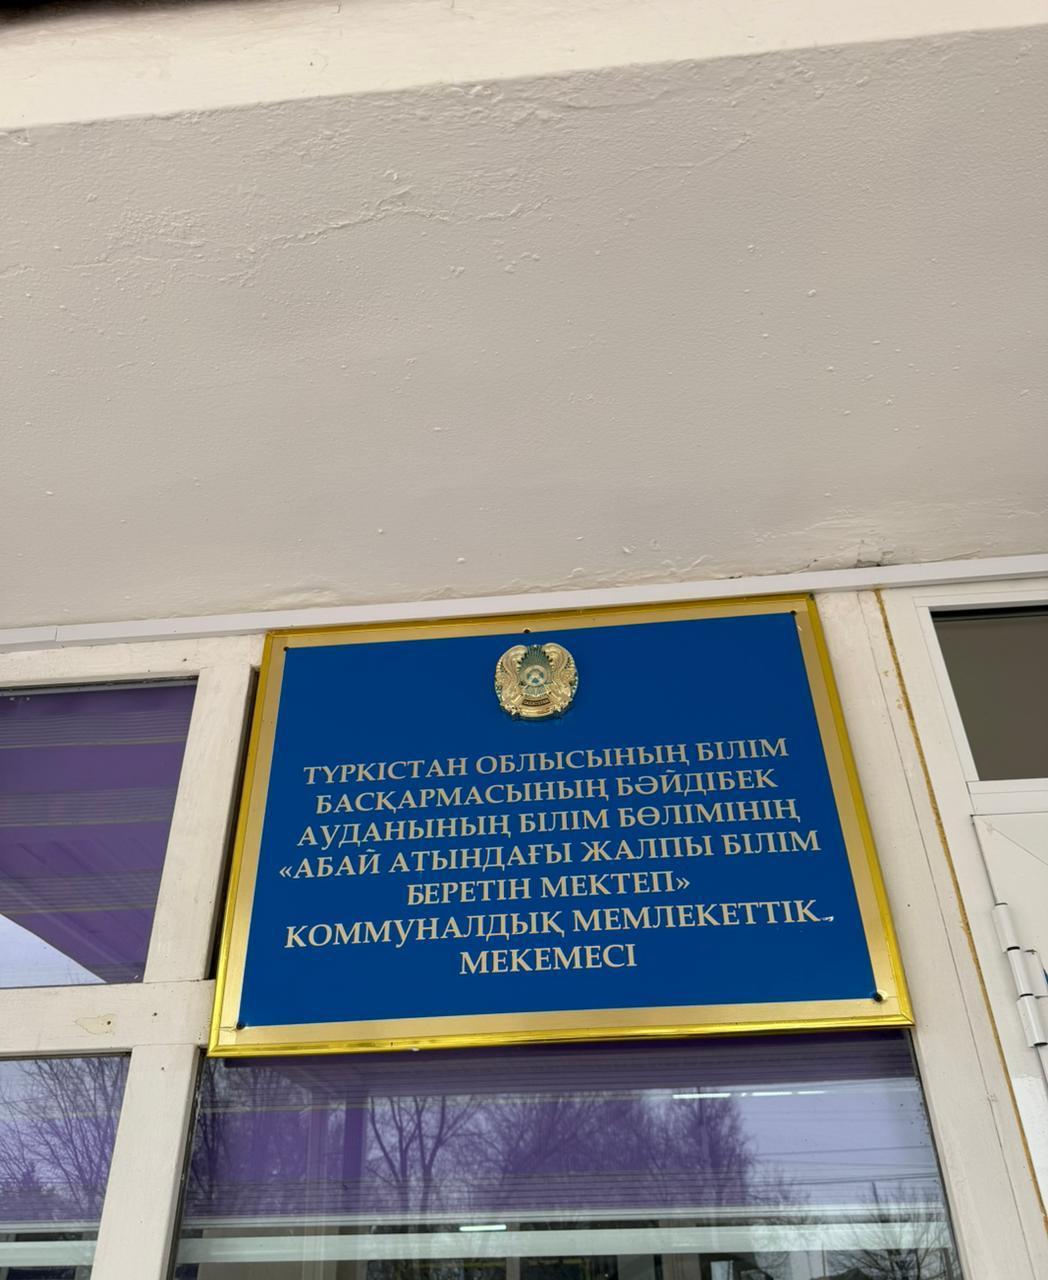 ТҮРКІСТАН ОБЛЫСЫНЫҢ БІЛІМ
БАСҚАРМАСЫНЫҢ БӘЙДІБЕК
АУДАНЫНЫҢ БІЛІМ БӨЛІМІНІҢ
«АБАЙ АТЫНДАҒЫ ЖАЛПЫ БІЛІМ
БЕРЕТІН МЕКТЕП»
КОММУНАЛДЫҚ МЕМЛЕКЕТТІК
МЕКЕМЕСІ